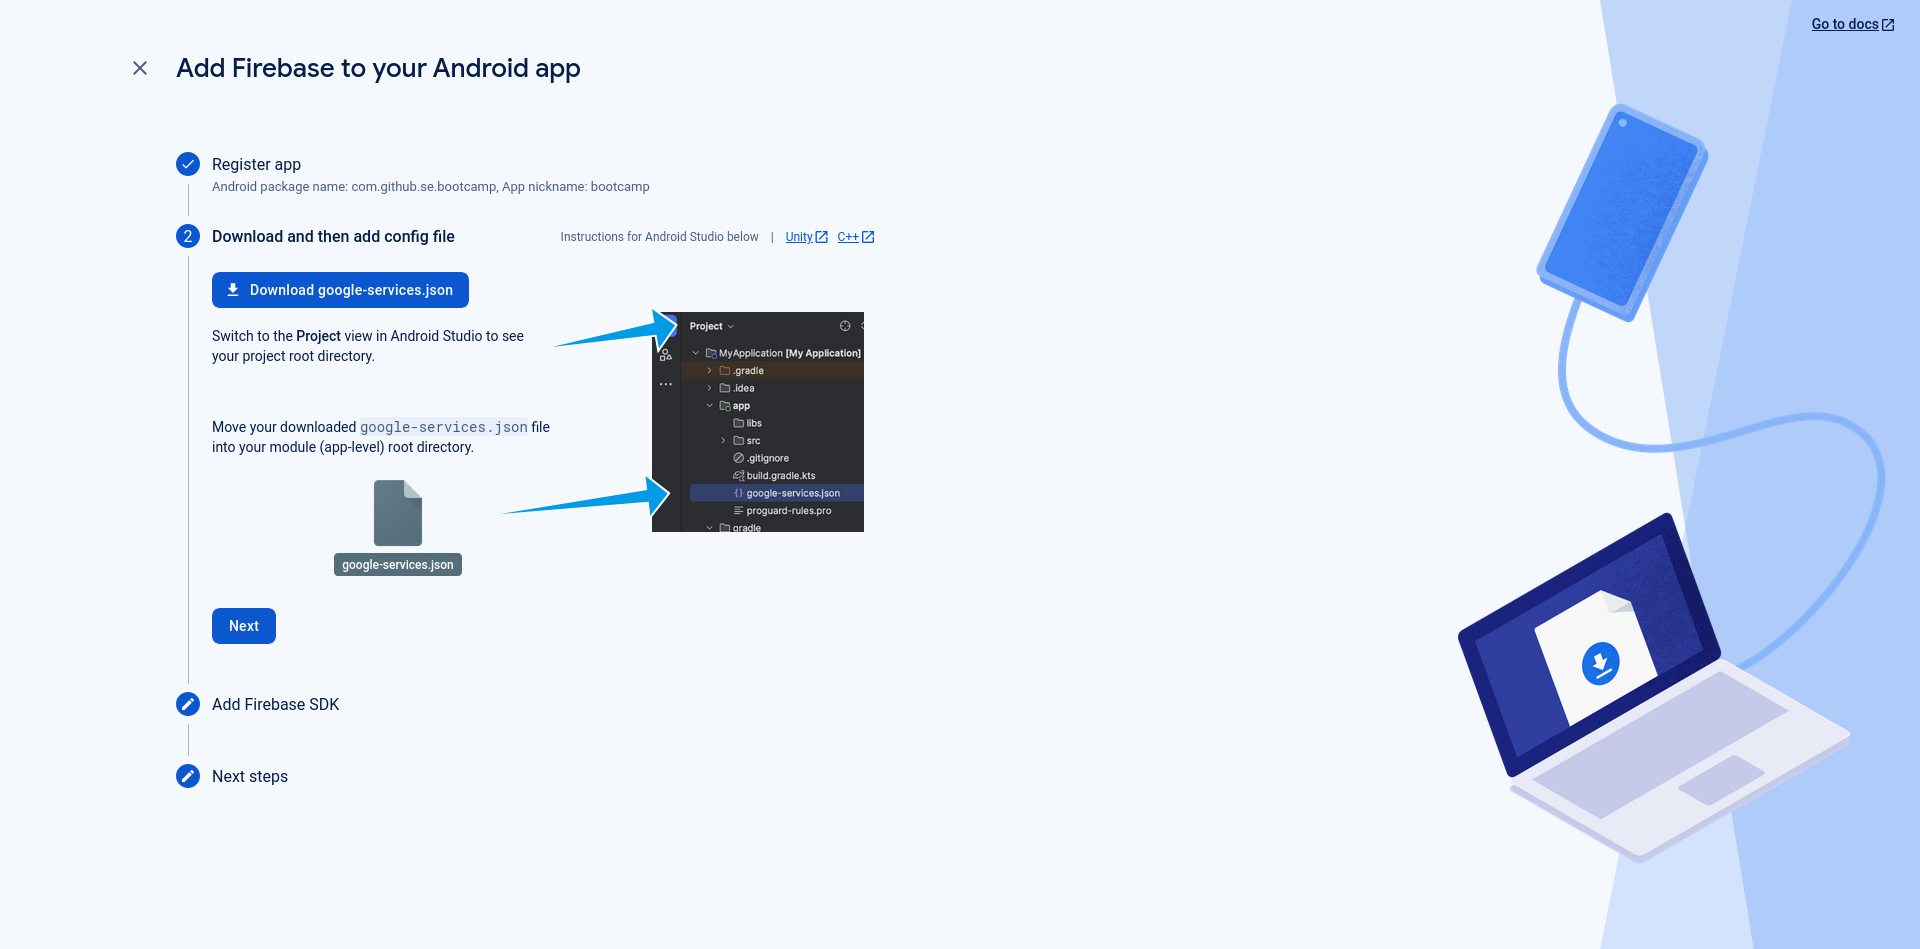 Go to docs
Add Firebase to your Android app
Register app
Android package name: com.github.se.bootcamp, App nickname: bootcamp
2 Download and then add config file
Instructions for Android Studio below | Unity C++
Download google-services.json
Switch to the Project view in Android Studio to see
your project root directory.
Move your downloaded google-services.json file
into your module (app-level) root directory.
google-services.json
Project
MyApplication [My Application]
.gradle
.idea
app
libs
src
.gitignore
build.gradle.kts
google-services.json
proguard-rules.pro
gradle
Next
Add Firebase SDK
Next steps